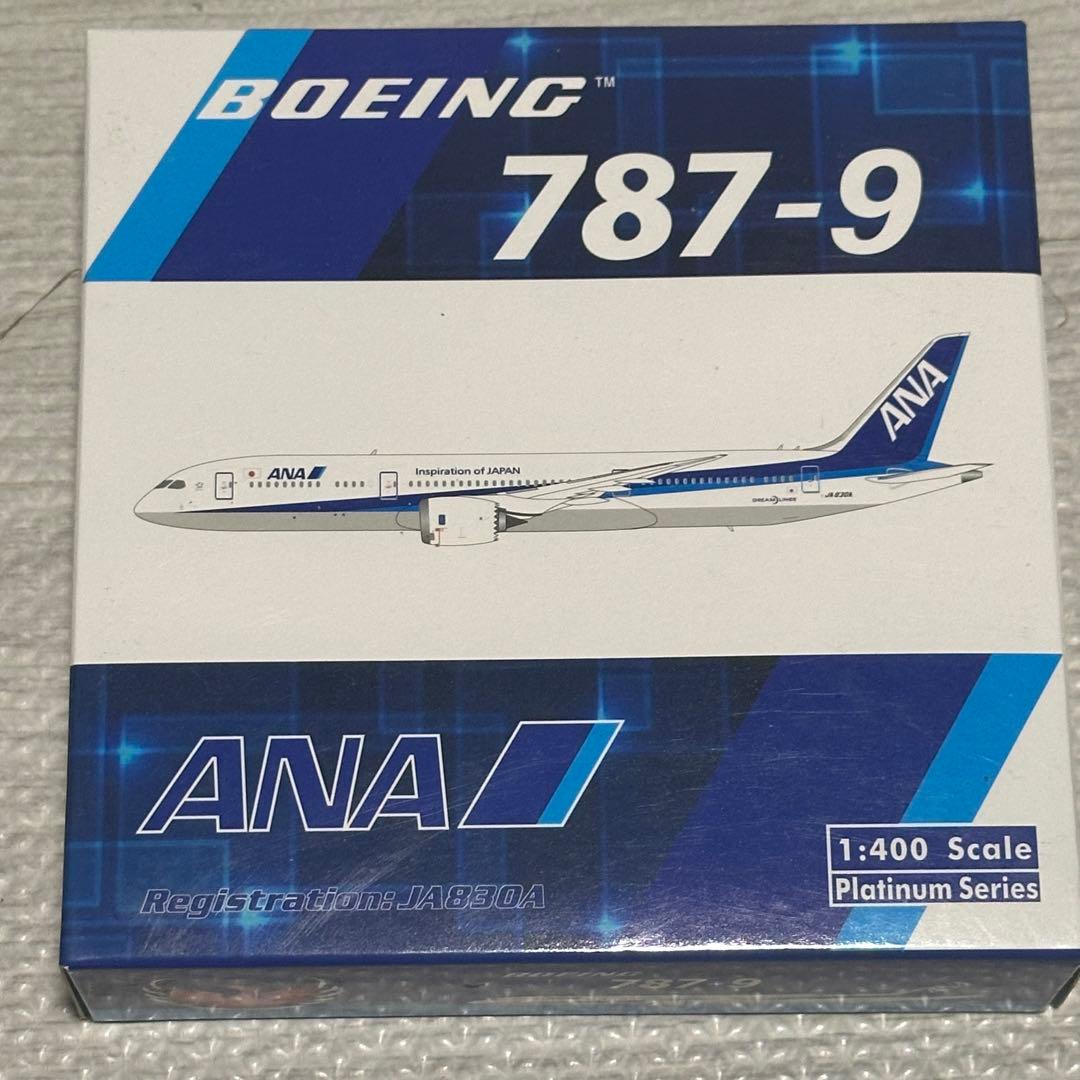 BOEING™
787-9
ANA
ANA
Inspiration of JAPAN
DREAMLINER
JA830A
ANA
Registration: JA830A
1:400 Scale
Platinum Series
BOEING
787-9